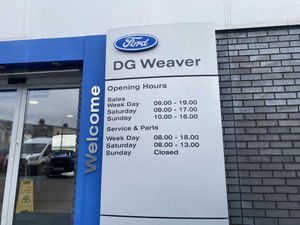 Ford
DG Weaver
Opening Hours
Sales
Week Day 09.00 - 19.00
Saturday 09.00 - 17.00
Sunday 10.00 - 16.00
Service & Parts
Week Day 08.00 - 18.00
Saturday 08.00 - 13.00
Sunday Closed
Welcome